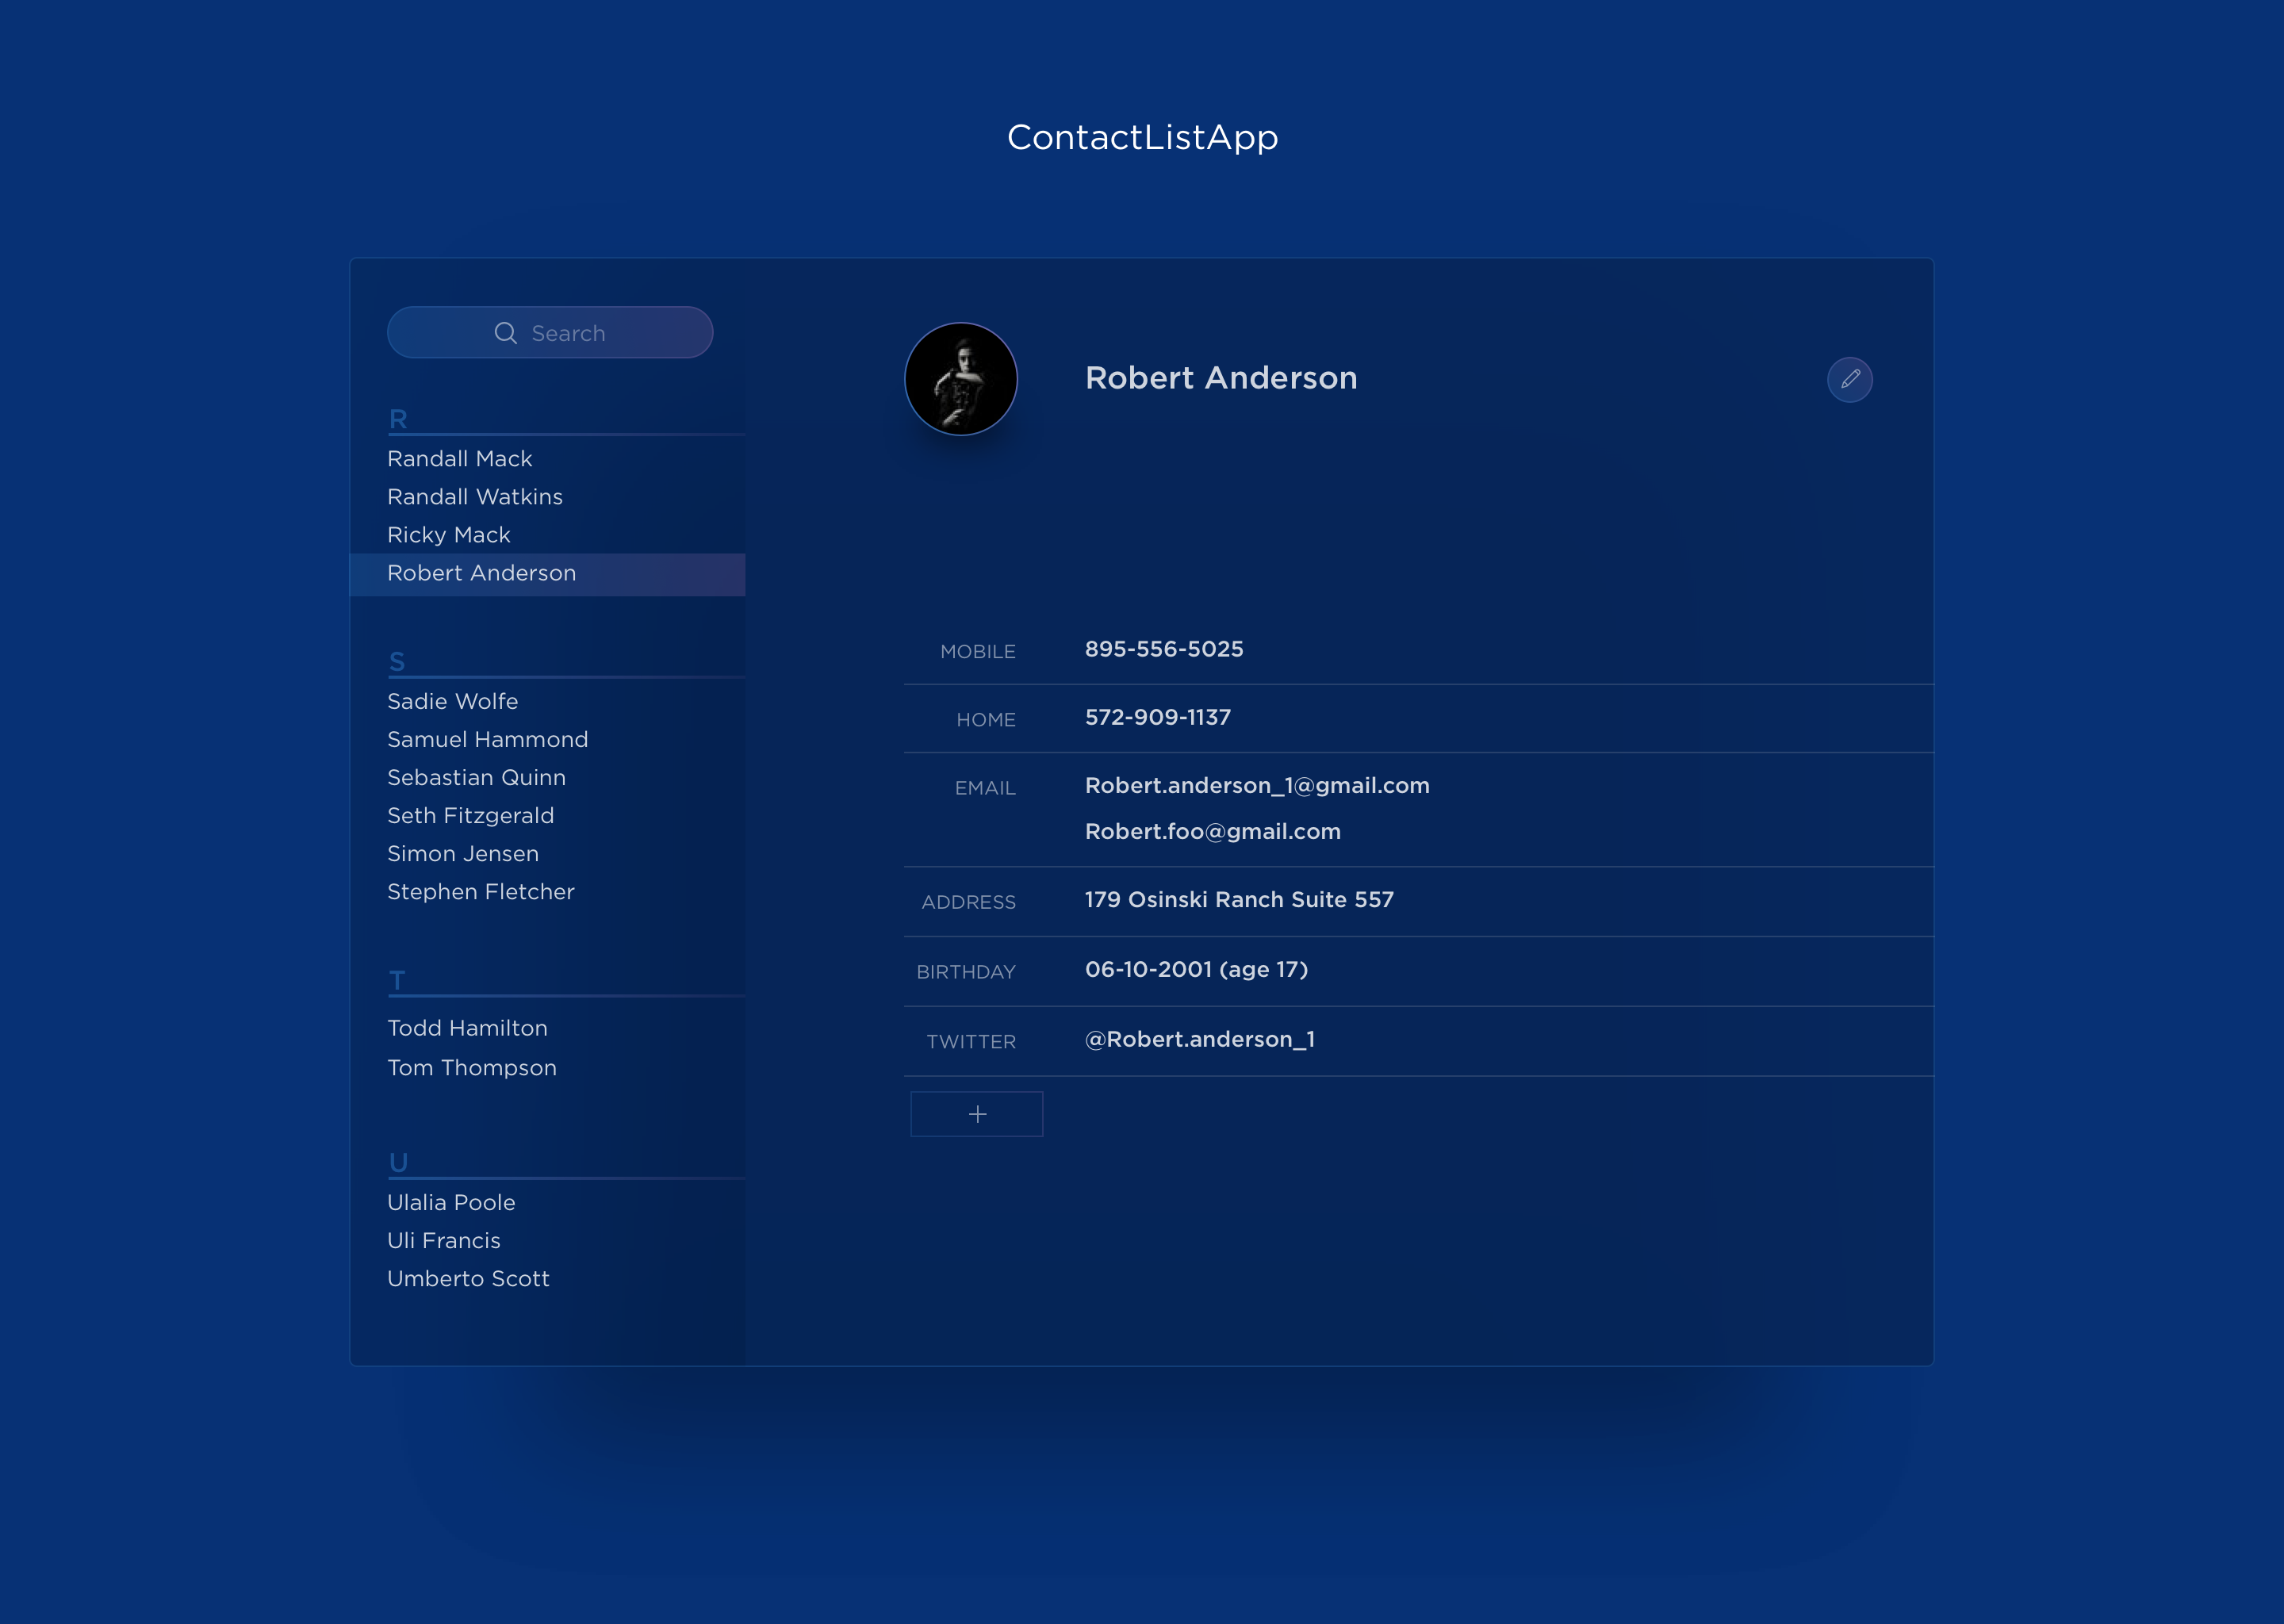 ContactListApp
Search
R
Randall Mack
Randall Watkins
Ricky Mack
Robert Anderson
S
Sadie Wolfe
Samuel Hammond
Sebastian Quinn
Seth Fitzgerald
Simon Jensen
Stephen Fletcher
T
Todd Hamilton
Tom Thompson
U
Ulalia Poole
Uli Francis
Umberto Scott
Robert Anderson
MOBILE 895-556-5025
HOME 572-909-1137
EMAIL Robert.anderson_1@gmail.com
Robert.foo@gmail.com
ADDRESS 179 Osinski Ranch Suite 557
BIRTHDAY 06-10-2001 (age 17)
TWITTER @Robert.anderson_1
+